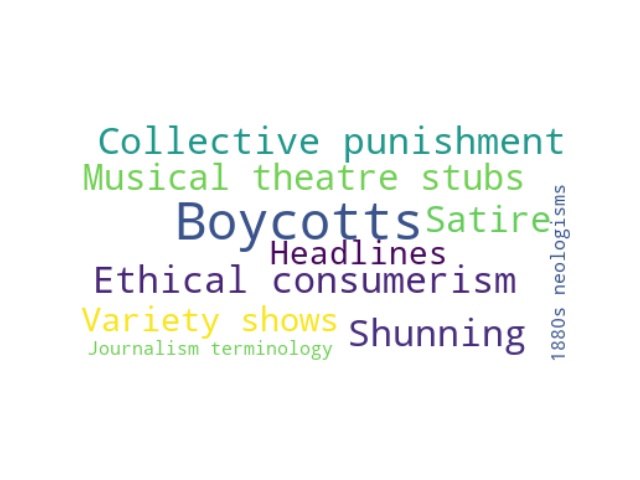 Collective punishment
Musical theatre stubs
Boycotts
Satire
Headlines
Ethical consumerism
Variety shows
Shunning
Journalism terminology
1880s neologisms